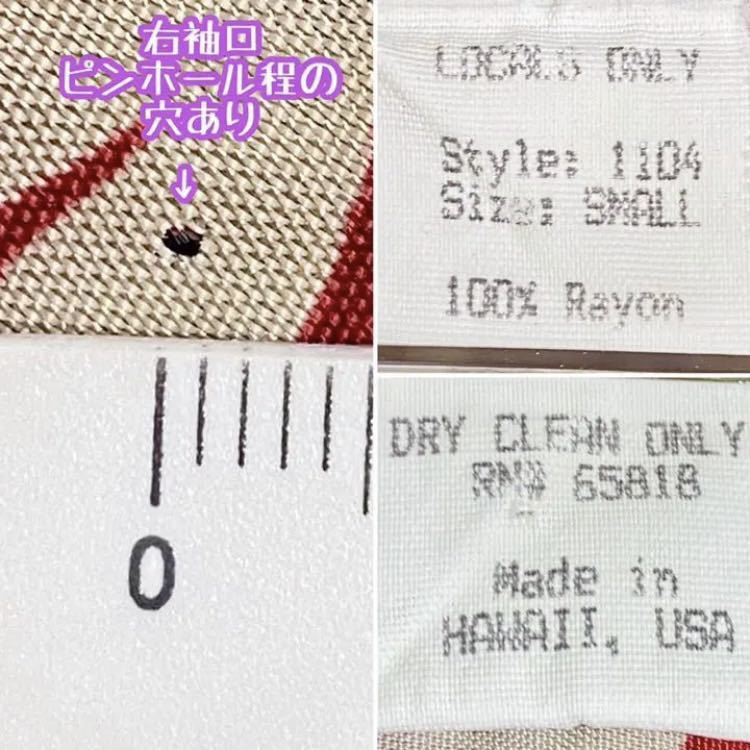 右袖口
ピンホール程の
穴あり
↓
0
LOCALS ONLY
Style: 1104
Size: SMALL
100% Rayon
DRY CLEAN ONLY
RN# 65818
Made in
HAWAII, USA